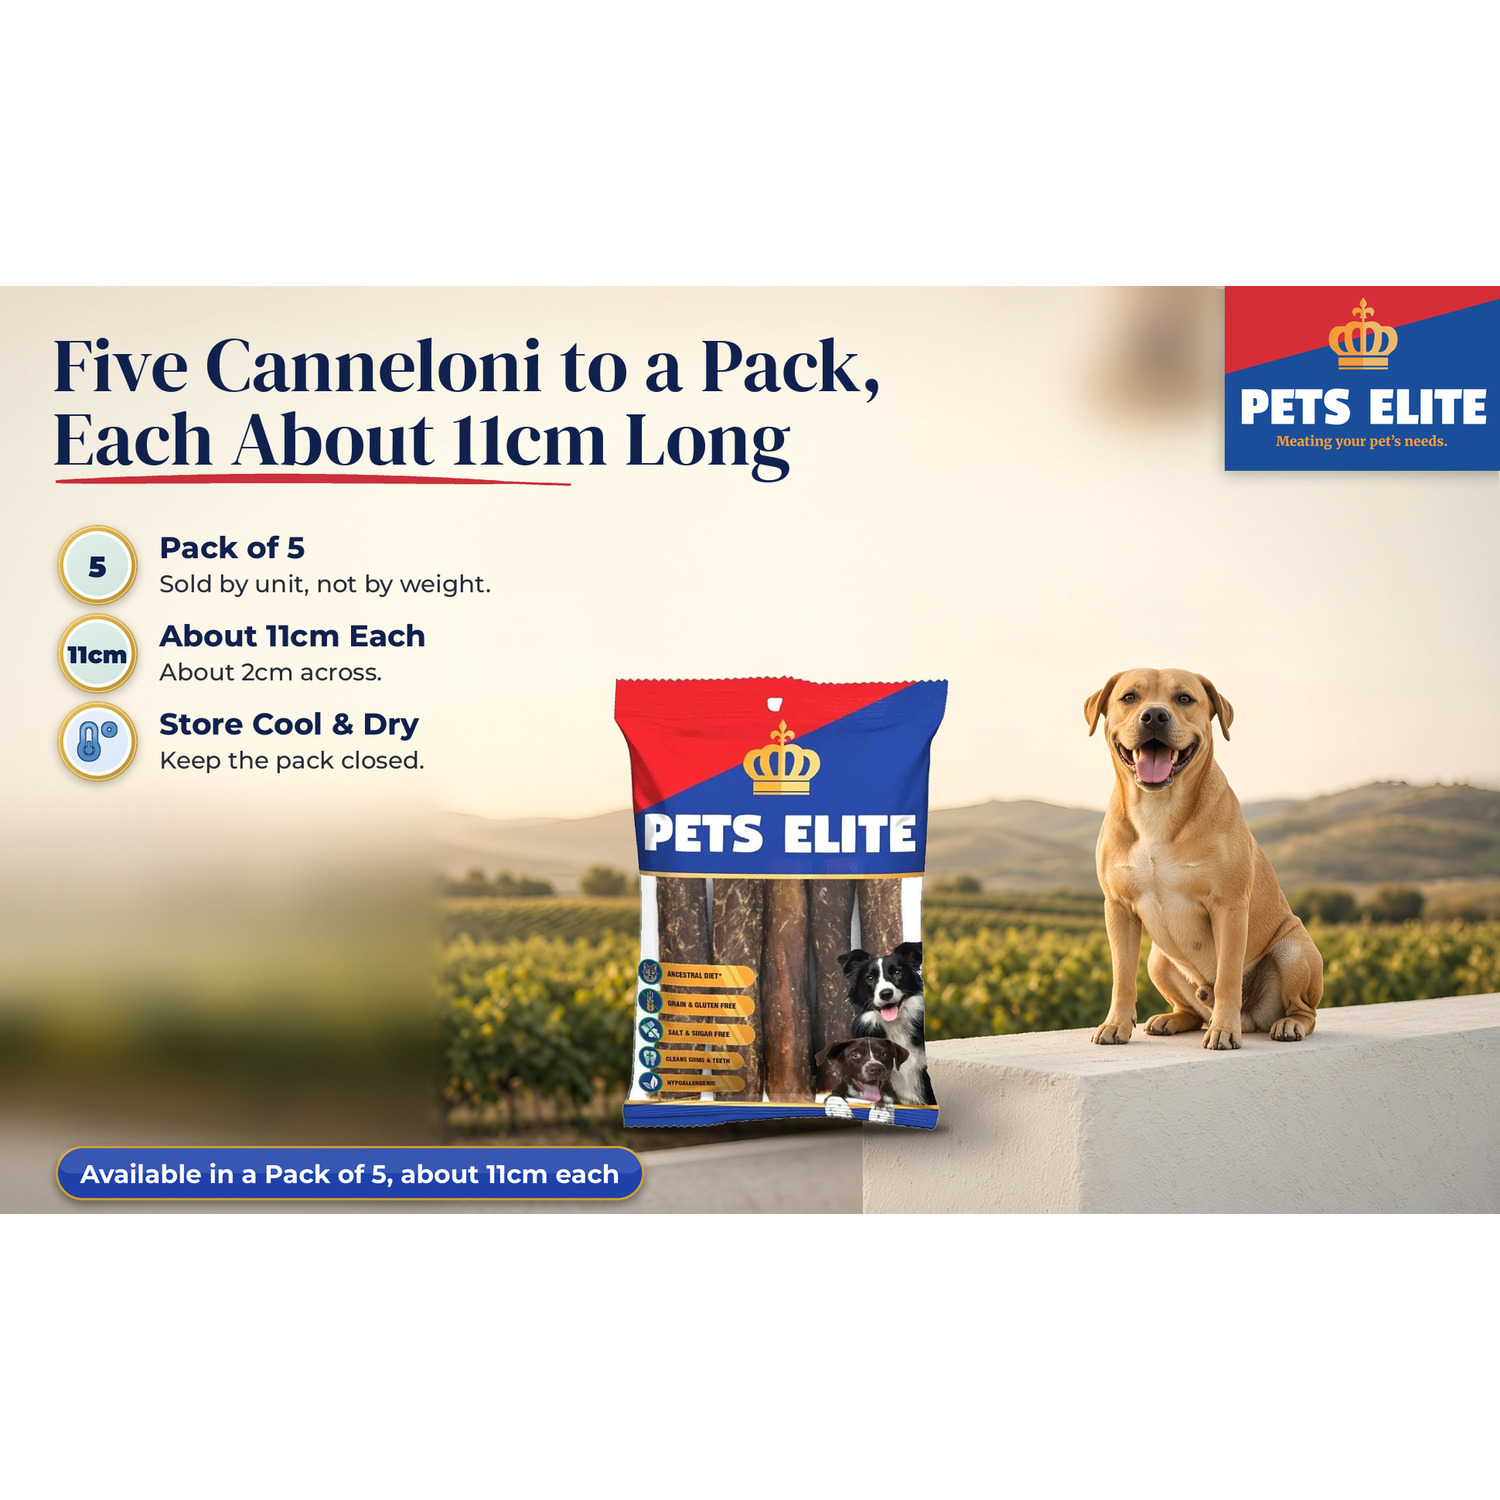 Five Canneloni to a Pack,
Each About 11cm Long
PETS ELITE
Meating your pet's needs.
5
Pack of 5
Sold by unit, not by weight.
11cm
About 11cm Each
About 2cm across.
Store Cool & Dry
Keep the pack closed.
PETS ELITE
ANCESTRAL DIET*
GRAIN & GLUTEN FREE
SALT & SUGAR FREE
CLEANS GUMS & TEETH
HYPOALLERGENIC
Available in a Pack of 5, about 11cm each